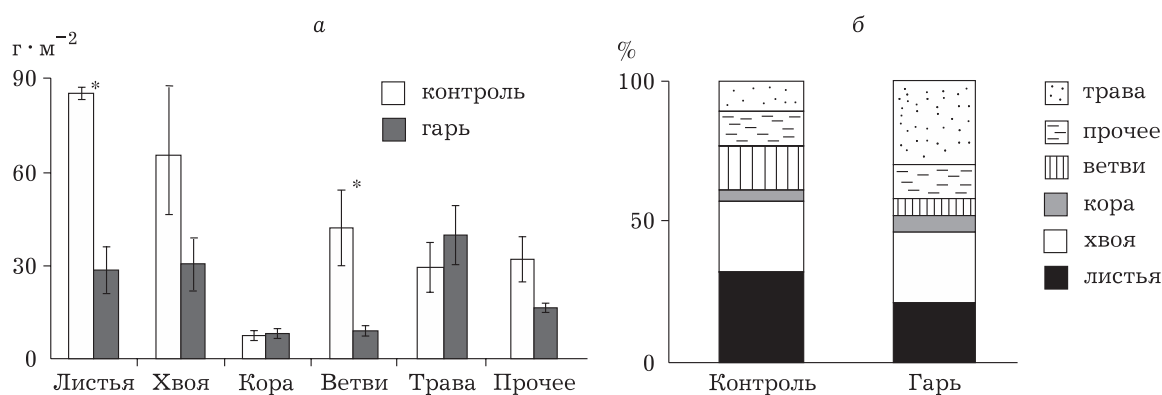 а
г · м⁻²
90
60
30
0
*
*
контроль
гарь
Листья Хвоя Кора Ветви Трава Прочее
б
%
100
50
0
Контроль Гарь
трава
прочее
ветви
кора
хвоя
листья